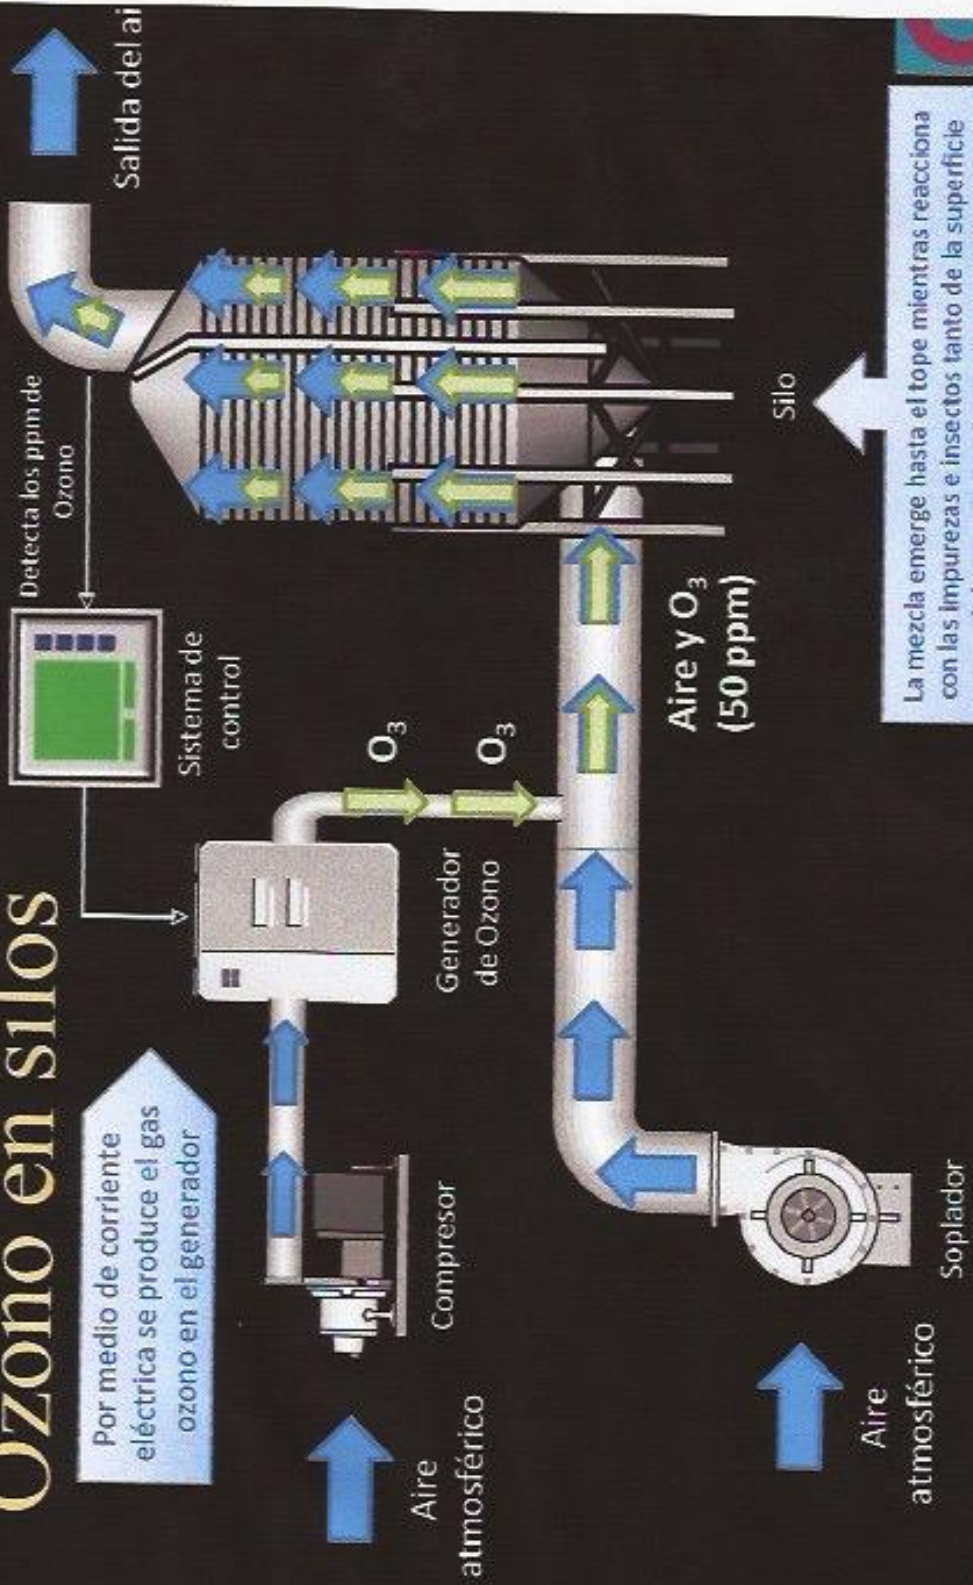 Ozono en silos
Por medio de corriente
eléctrica se produce el gas
ozono en el generador
Aire
atmosférico
Compresor
Generador
de Ozono
Sistema de
control
Detecta los ppm de
Ozono
O₃
O₃
Salida del ai
Aire
atmosférico
Soplador
Aire y O₃
(50 ppm)
Silo
La mezcla emerge hasta el tope mientras reacciona
con las impurezas e insectos tanto de la superficie